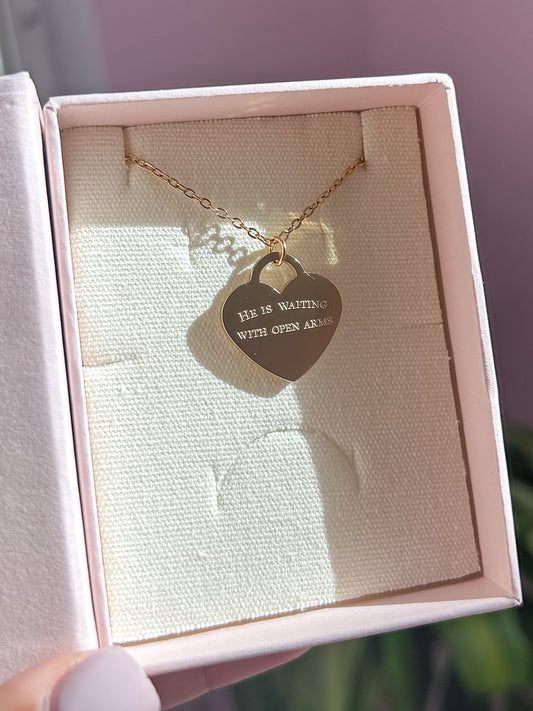 He is waiting
with open arms